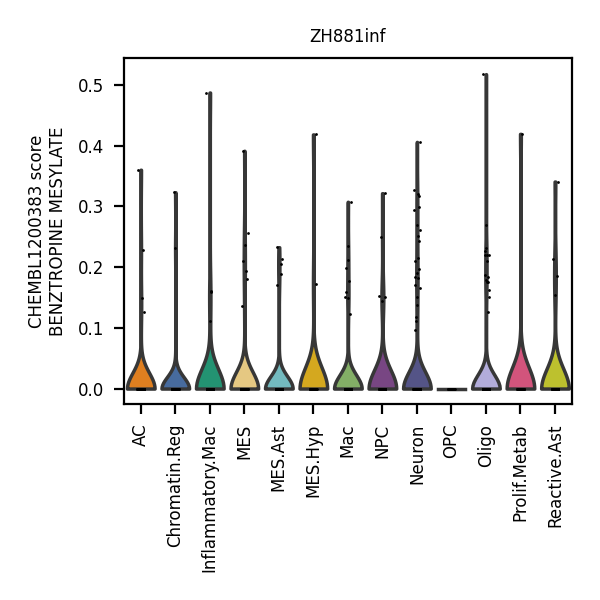 ZH881inf
CHEMBL1200383 score
BENZTROPINE MESYLATE
0.5
0.4
0.3
0.2
0.1
0.0
AC
Chromatin.Reg
Inflammatory.Mac
MES
MES.Ast
MES.Hyp
Mac
NPC
Neuron
OPC
Oligo
Prolif.Metab
Reactive.Ast